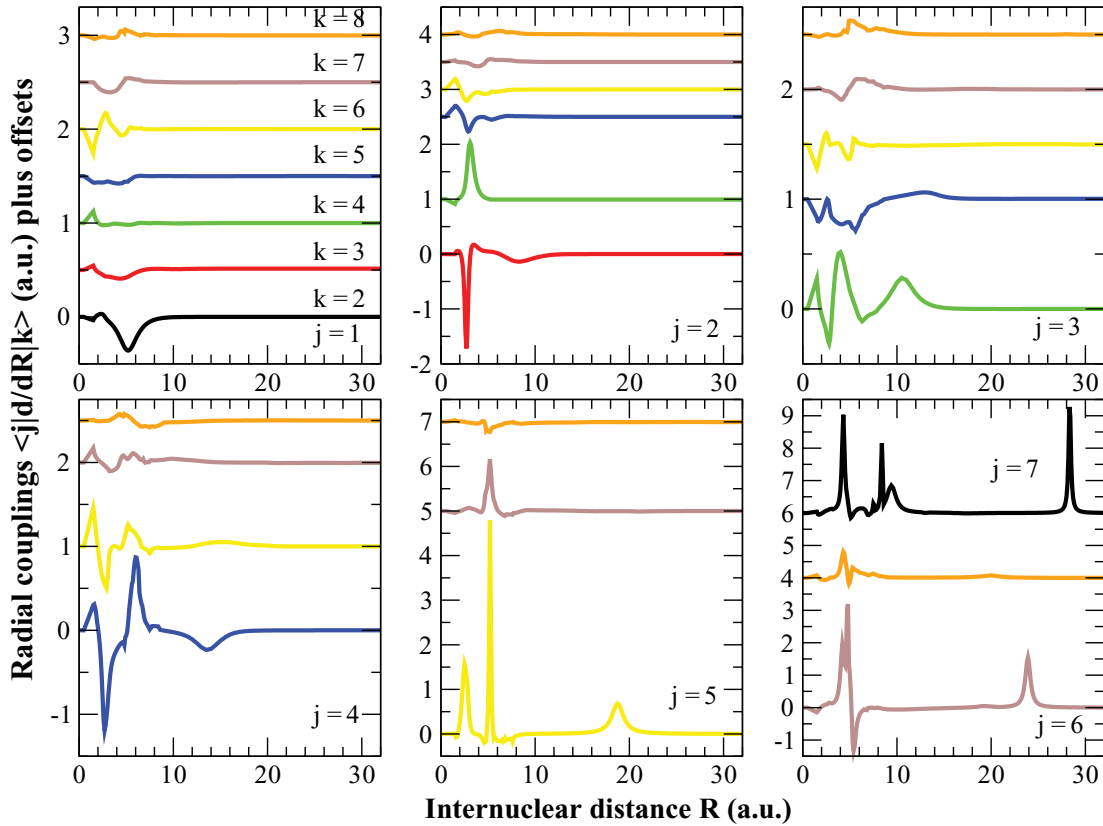 Radial couplings <j|d/dR|k> (a.u.) plus offsets
3
2
1
0
k = 8
k = 7
k = 6
k = 5
k = 4
k = 3
k = 2
j = 1
0 10 20 30
4
3
2
1
0
-1
-2
j = 2
0 10 20 30
2
1
0
j = 3
0 10 20 30
2
1
0
-1
j = 4
0 10 20 30
7
6
5
4
3
2
1
0
j = 5
0 10 20 30
9
8
7
6
5
4
3
2
1
0
-1
j = 7
j = 6
0 10 20 30
Internuclear distance R (a.u.)